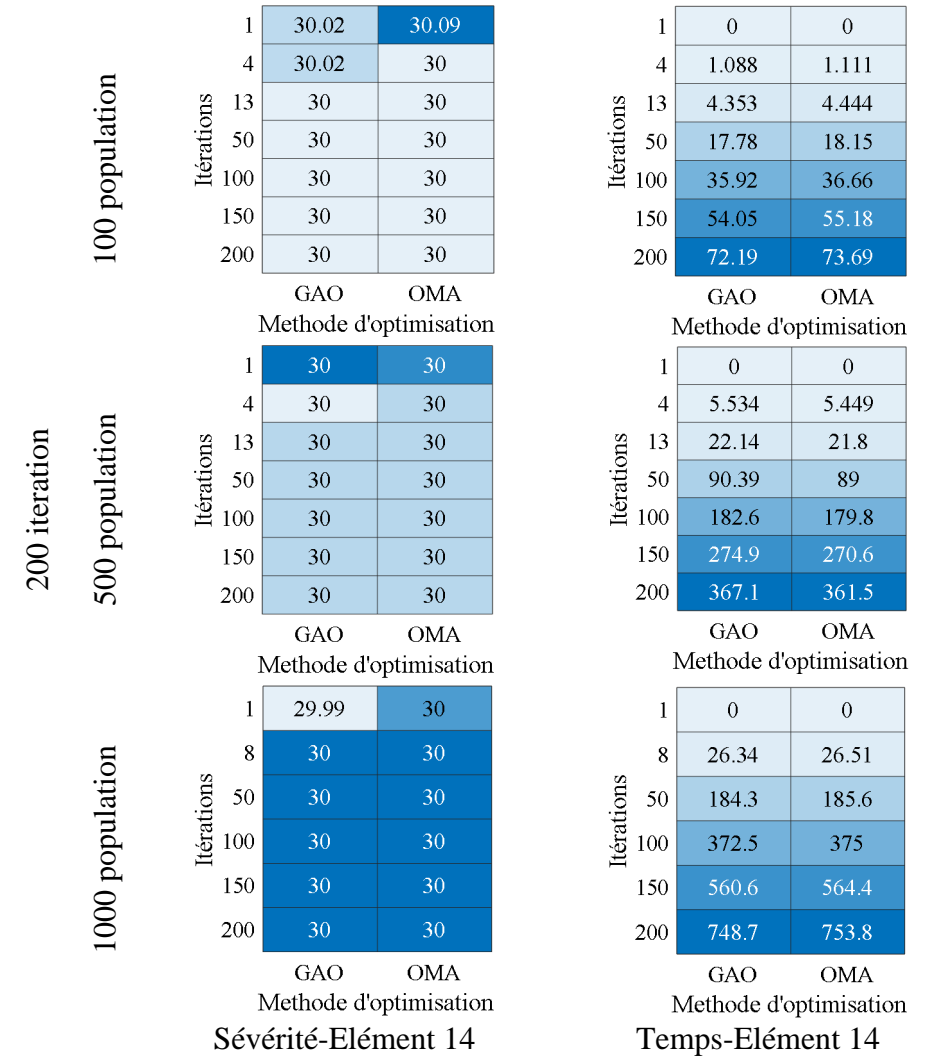 200 iteration
100 population
Itérations
1 30.02 30.09
4 30.02 30
13 30 30
50 30 30
100 30 30
150 30 30
200 30 30
GAO OMA
Methode d'optimisation
Itérations
1 0 0
4 1.088 1.111
13 4.353 4.444
50 17.78 18.15
100 35.92 36.66
150 54.05 55.18
200 72.19 73.69
GAO OMA
Methode d'optimisation
500 population
Itérations
1 30 30
4 30 30
13 30 30
50 30 30
100 30 30
150 30 30
200 30 30
GAO OMA
Methode d'optimisation
Itérations
1 0 0
4 5.534 5.449
13 22.14 21.8
50 90.39 89
100 182.6 179.8
150 274.9 270.6
200 367.1 361.5
GAO OMA
Methode d'optimisation
1000 population
Itérations
1 29.99 30
8 30 30
50 30 30
100 30 30
150 30 30
200 30 30
GAO OMA
Methode d'optimisation
Sévérité-Elément 14
Itérations
1 0 0
8 26.34 26.51
50 184.3 185.6
100 372.5 375
150 560.6 564.4
200 748.7 753.8
GAO OMA
Methode d'optimisation
Temps-Elément 14